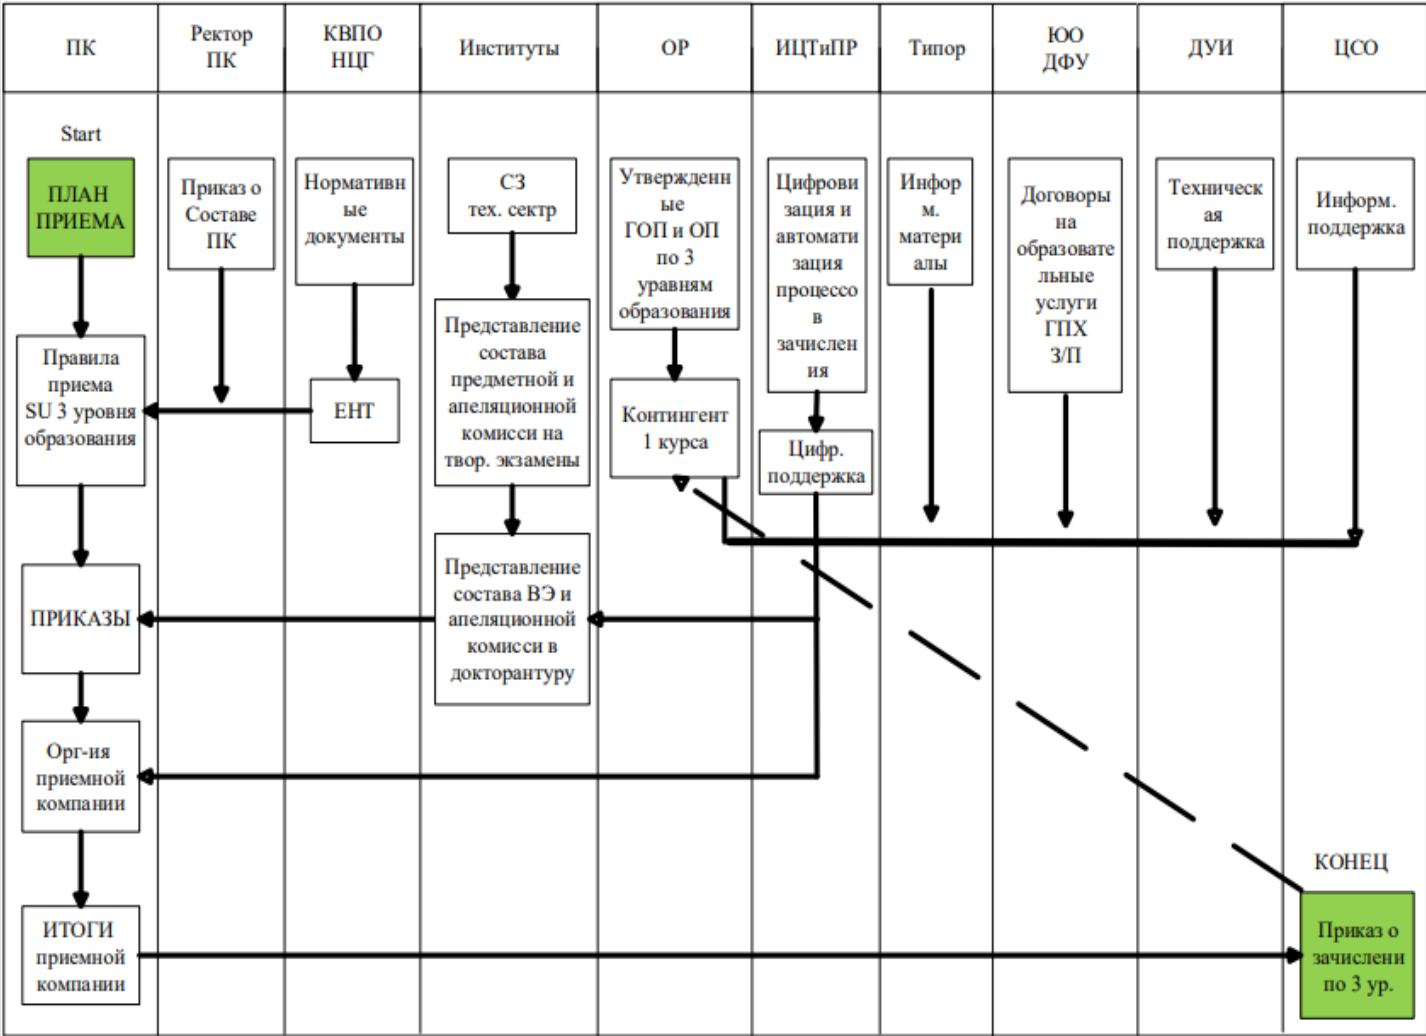 ПК
Ректор
ПК
КВПО
НЦГ
Институты
ОР
ИЦТиПР
Типор
ЮО
ДФУ
ДУИ
ЦСО
Start
ПЛАН
ПРИЕМА
Приказ о
Составе
ПК
Нормативн
ые
документы
СЗ
тех. сектр
Утвержденн
ые
ГОП и ОП
по 3
уравням
образования
Цифрови
зация и
автомати
зация
процессо
в
зачислен
ия
Инфор
м.
матери
алы
Договоры
на
образовате
льные
услуги
ГПХ
З/П
Техническ
ая
поддержка
Информ.
поддержка
Правила
приема
SU 3 уровня
образования
ЕНТ
Представление
состава
предметной и
апеляционной
комисси на
твор. экзамены
Контингент
1 курса
Цифр.
поддержка
ПРИКАЗЫ
Представление
состава ВЭ и
апеляционной
комисси в
докторантуру
Орг-ия
приемной
компании
ИТОГИ
приемной
компании
КОНЕЦ
Приказ о
зачислени
по 3 ур.